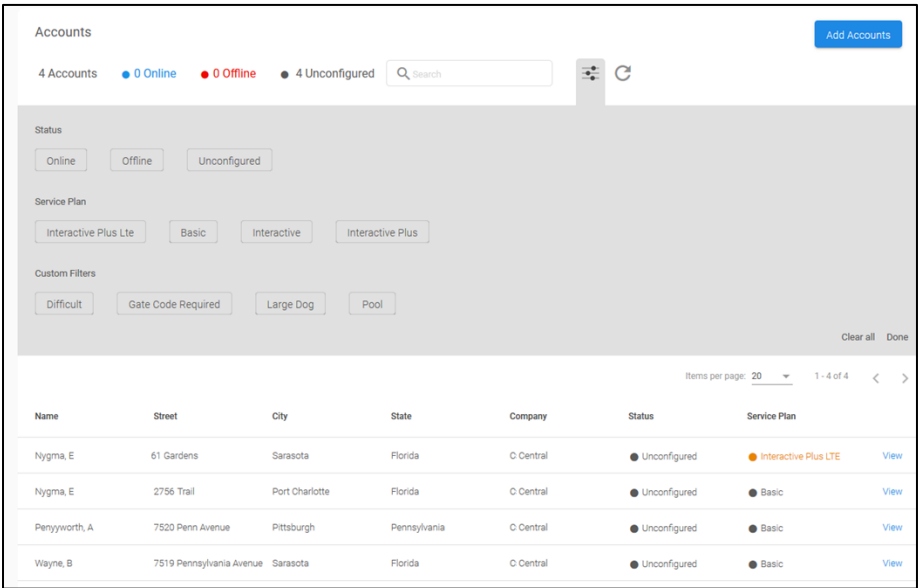 Accounts
Add Accounts
4 Accounts 0 Online 0 Offline 4 Unconfigured Search
Status
Online Offline Unconfigured
Service Plan
Interactive Plus Lte Basic Interactive Interactive Plus
Custom Filters
Difficult Gate Code Required Large Dog Pool
Clear all Done
Items per page: 20 1 - 4 of 4
Name Street City State Company Status Service Plan
Nygma, E 61 Gardens Sarasota Florida C Central Unconfigured Interactive Plus LTE View
Nygma, E 2756 Trail Port Charlotte Florida C Central Unconfigured Basic View
Penyyworth, A 7520 Penn Avenue Pittsburgh Pennsylvania C Central Unconfigured Basic View
Wayne, B 7519 Pennsylvania Avenue Sarasota Florida C Central Unconfigured Basic View